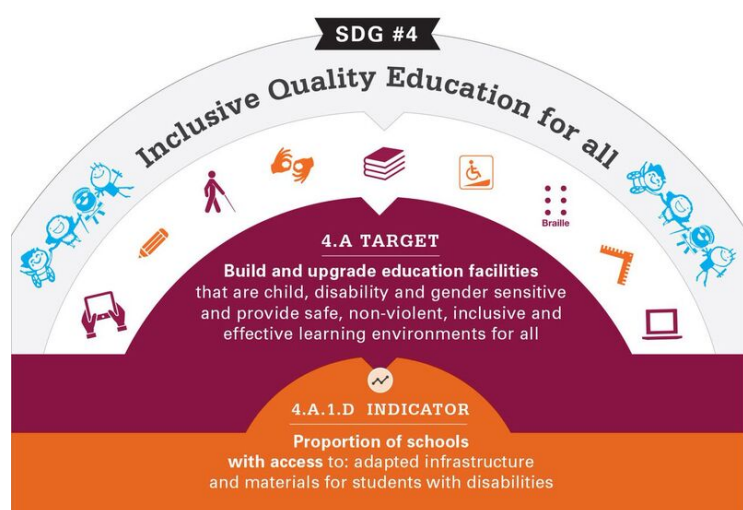 SDG #4
Inclusive Quality Education for all
Braille
4.A TARGET
Build and upgrade education facilities
that are child, disability and gender sensitive
and provide safe, non-violent, inclusive and
effective learning environments for all
4.A.1.D INDICATOR
Proportion of schools
with access to: adapted infrastructure
and materials for students with disabilities